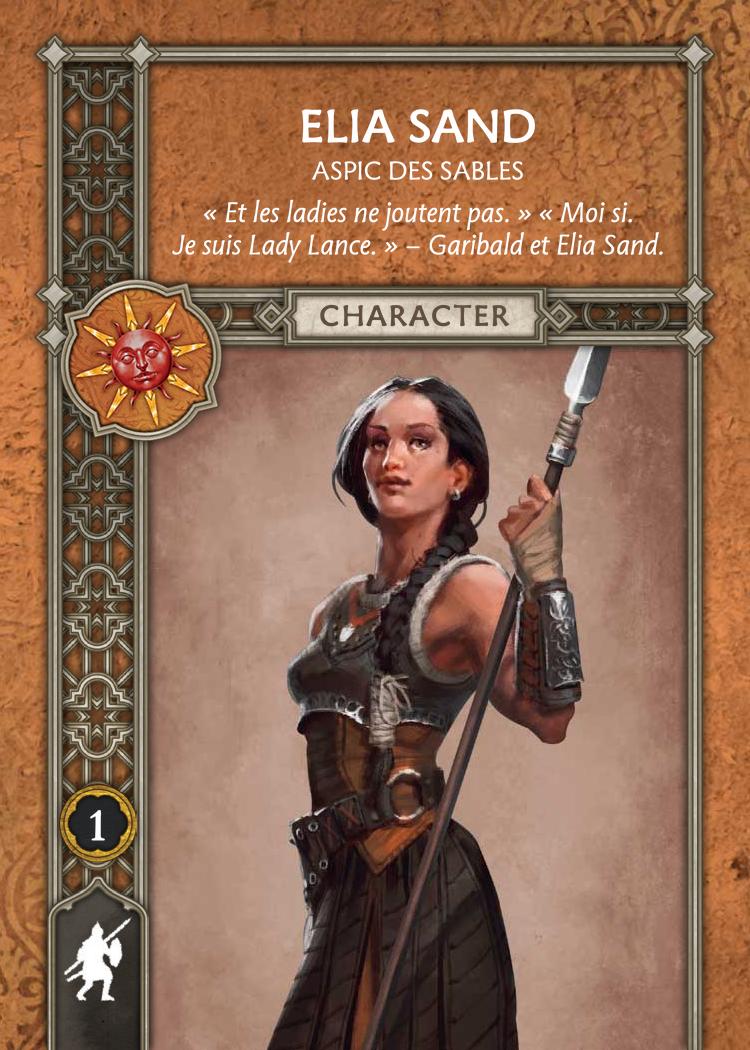 ELIA SAND
ASPIC DES SABLES
« Et les ladies ne joutent pas. » « Moi si.
Je suis Lady Lance. » – Garibald et Elia Sand.
CHARACTER
1